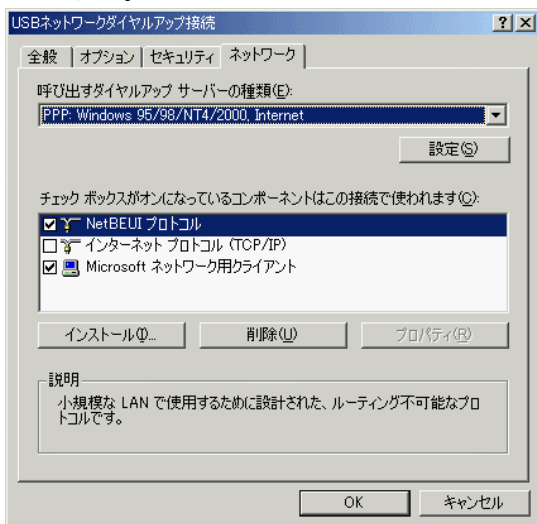 USBネットワークダイヤルアップ接続
全般 オプション セキュリティ ネットワーク
呼び出すダイヤルアップ サーバーの種類(E):
PPP: Windows 95/98/NT4/2000, Internet
設定(S)
チェック ボックスがオンになっているコンポーネントはこの接続で使われます(C):
NetBEUI プロトコル
インターネット プロトコル (TCP/IP)
Microsoft ネットワーク用クライアント
インストール(I)... 削除(U) プロパティ(R)
説明
小規模な LAN で使用するために設計された、ルーティング不可能なプロ
トコルです。
OK キャンセル